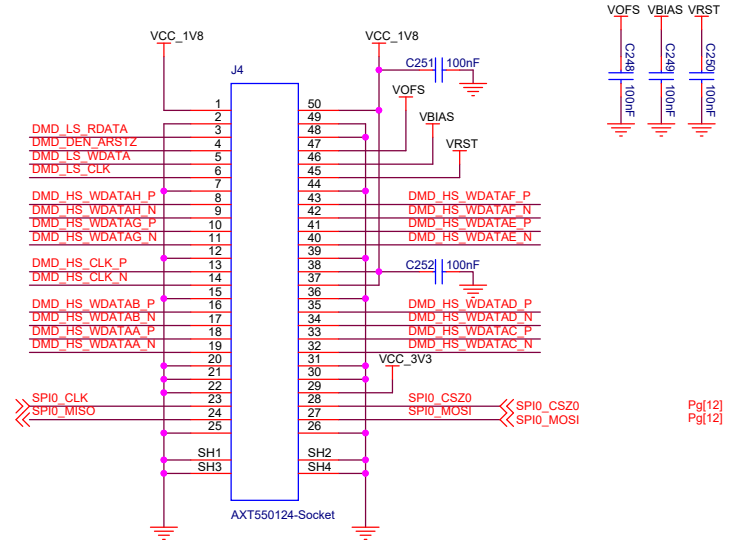 VOFS VBIAS VRST
C248 100nF
C249 100nF
C250 100nF
VCC_1V8 VCC_1V8
C251 100nF
J4
VOFS
1 50
VBIAS
2 49
DMD_LS_RDATA 3 48
VRST
DMD_DEN_ARSTZ 4 47
DMD_LS_WDATA 5 46
DMD_LS_CLK 6 45
7 44
DMD_HS_WDATAH_P 8 43 DMD_HS_WDATAF_P
DMD_HS_WDATAH_N 9 42 DMD_HS_WDATAF_N
DMD_HS_WDATAG_P 10 41 DMD_HS_WDATAE_P
DMD_HS_WDATAG_N 11 40 DMD_HS_WDATAE_N
12 39
DMD_HS_CLK_P 13 38 C252 100nF
DMD_HS_CLK_N 14 37
15 36
DMD_HS_WDATAB_P 16 35 DMD_HS_WDATAD_P
DMD_HS_WDATAB_N 17 34 DMD_HS_WDATAD_N
DMD_HS_WDATAA_P 18 33 DMD_HS_WDATAC_P
DMD_HS_WDATAA_N 19 32 DMD_HS_WDATAC_N
20 31 VCC_3V3
21 30
22 29
SPI0_CLK 23 28 SPI0_CSZ0 SPI0_CSZ0 Pg[12]
SPI0_MISO 24 27 SPI0_MOSI SPI0_MOSI Pg[12]
25 26
SH1 SH2
SH3 SH4
AXT550124-Socket